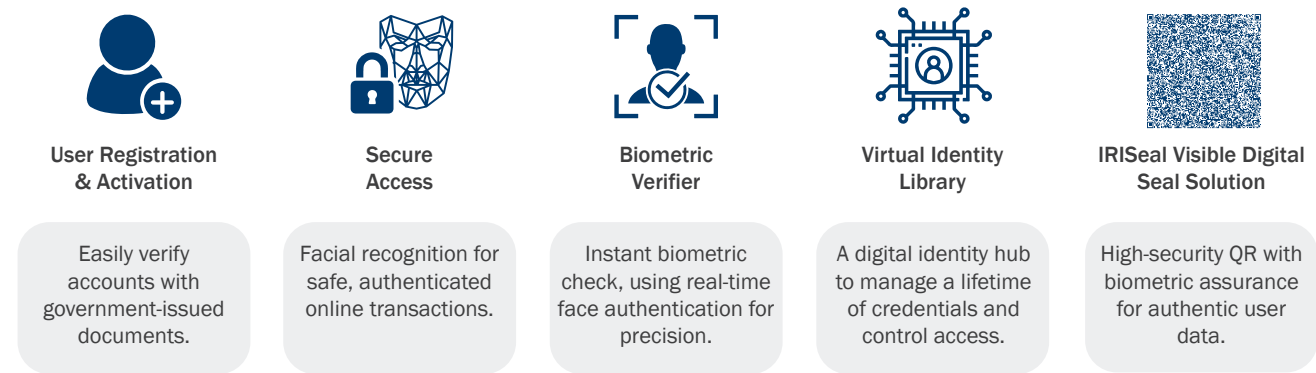 User Registration
& Activation
Easily verify
accounts with
government-issued
documents.
Secure
Access
Facial recognition for
safe, authenticated
online transactions.
Biometric
Verifier
Instant biometric
check, using real-time
face authentication for
precision.
Virtual Identity
Library
A digital identity hub
to manage a lifetime
of credentials and
control access.
IRISeal Visible Digital
Seal Solution
High-security QR with
biometric assurance
for authentic user
data.